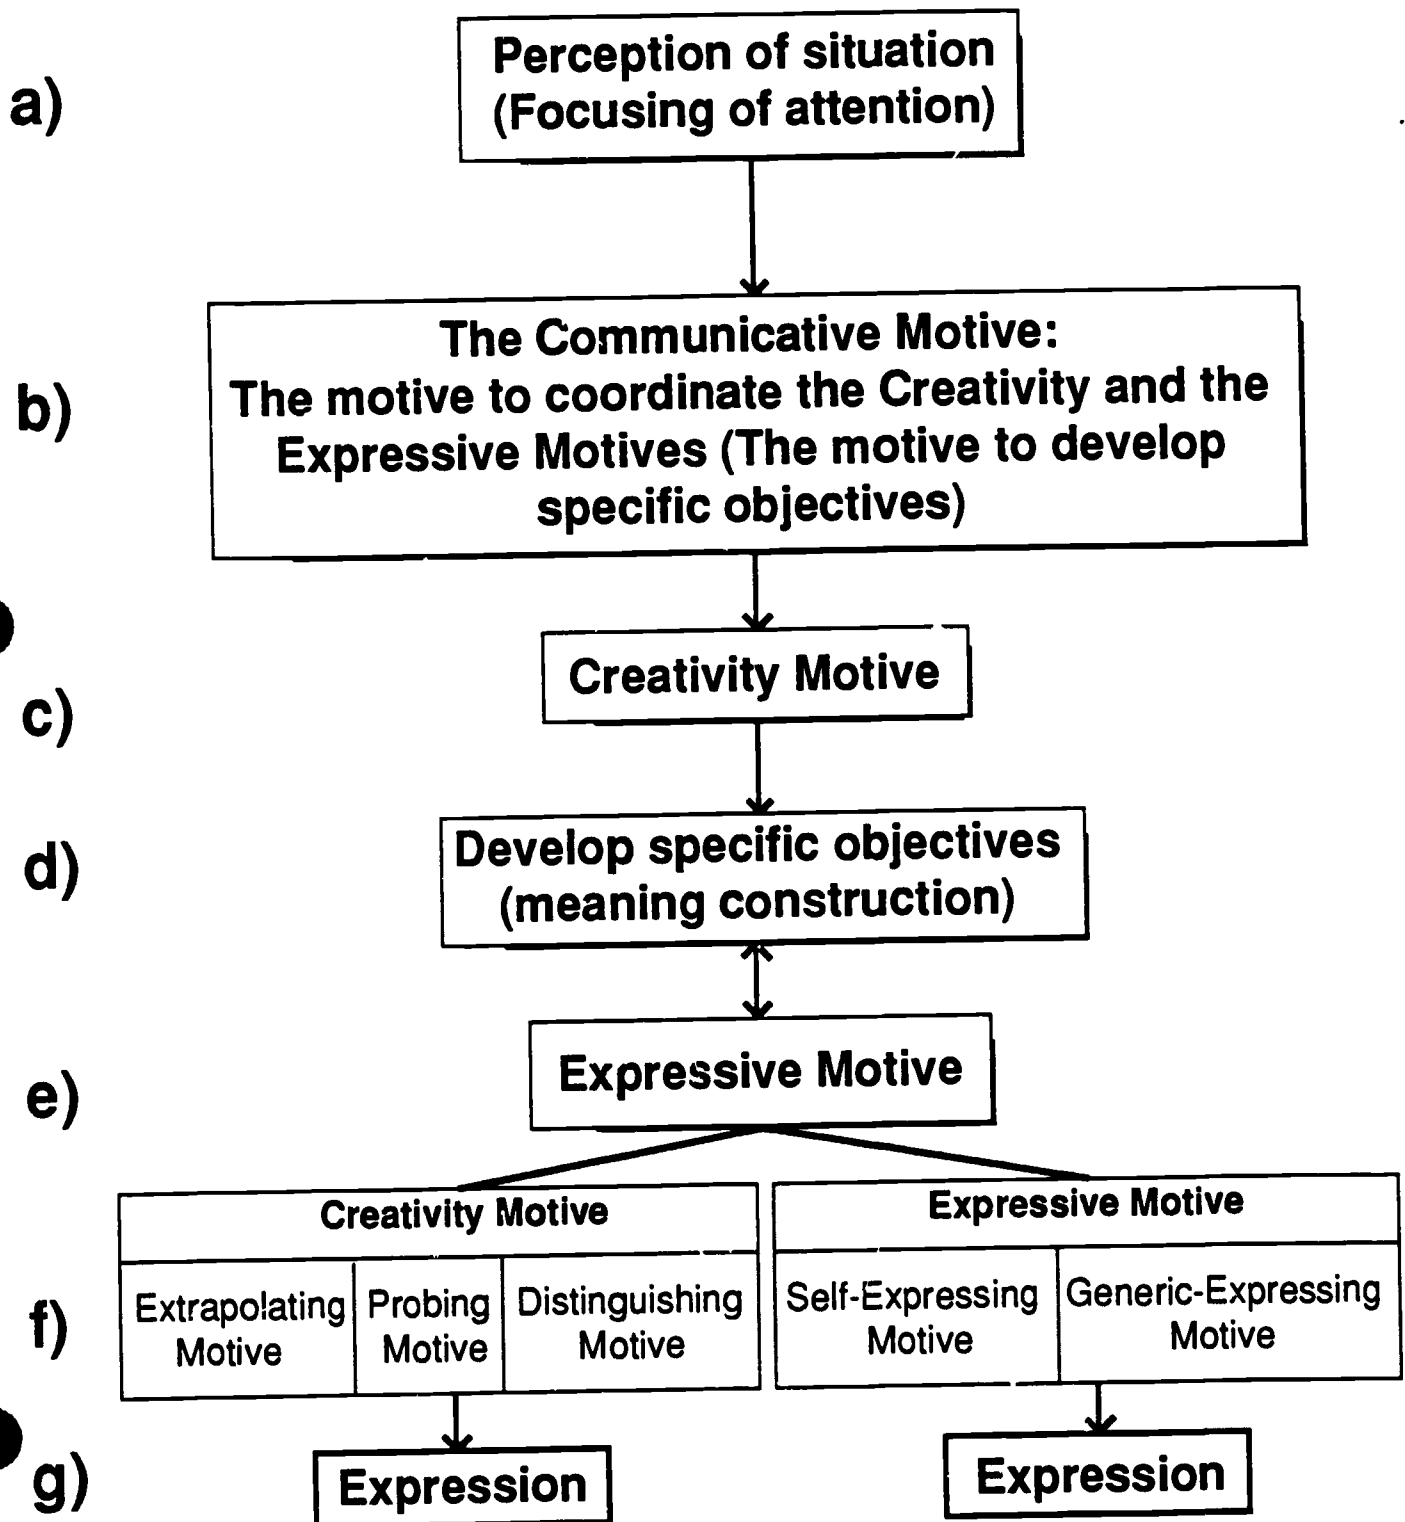 a)
Perception of situation
(Focusing of attention)
b)
The Communicative Motive:
The motive to coordinate the Creativity and the
Expressive Motives (The motive to develop
specific objectives)
c)
Creativity Motive
d)
Develop specific objectives
(meaning construction)
e)
Expressive Motive
f)
Creativity Motive
Extrapolating
Motive
Probing
Motive
Distinguishing
Motive
Expressive Motive
Self-Expressing
Motive
Generic-Expressing
Motive
g)
Expression
Expression